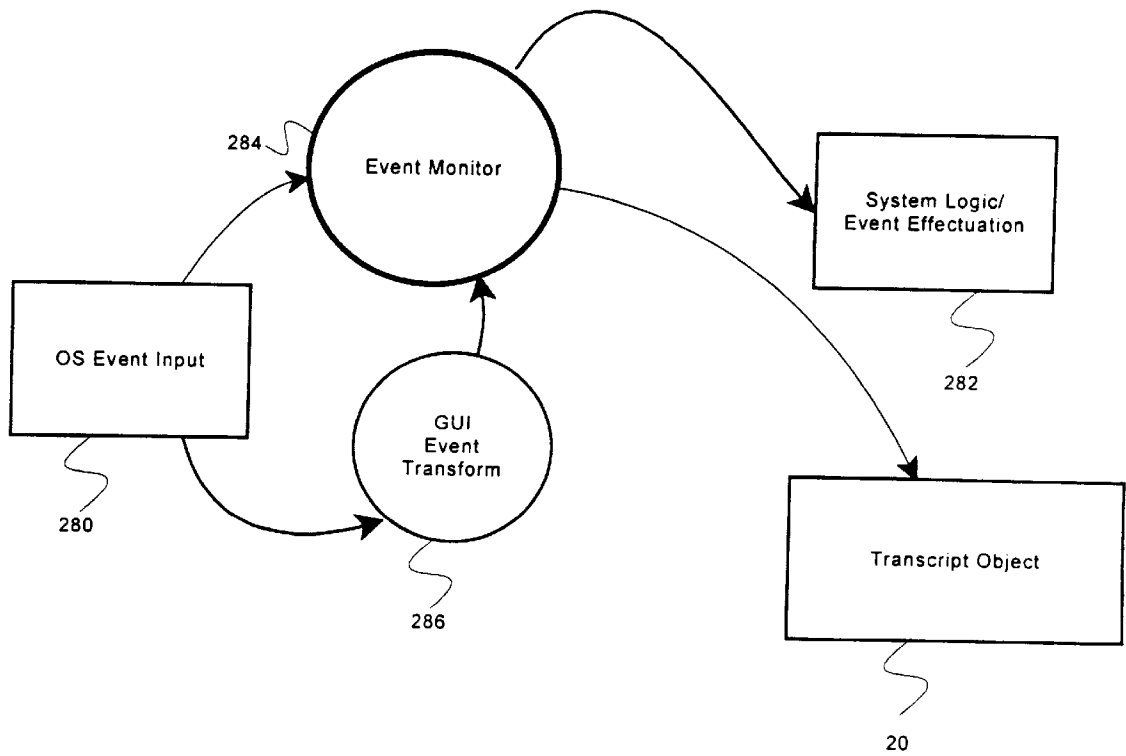 284
Event Monitor
System Logic/
Event Effectuation
OS Event Input
282
GUI
Event
Transform
280
Transcript Object
286
20